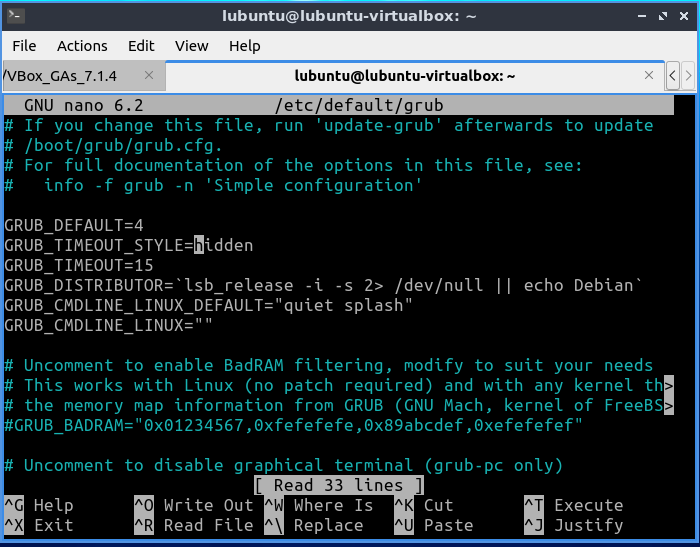 lubuntu@lubuntu-virtualbox: ~
File Actions Edit View Help
/VBox_GAs_7.1.4
lubuntu@lubuntu-virtualbox: ~
GNU nano 6.2 /etc/default/grub
# If you change this file, run 'update-grub' afterwards to update
# /boot/grub/grub.cfg.
# For full documentation of the options in this file, see:
#   info -f grub -n 'Simple configuration'
GRUB_DEFAULT=4
GRUB_TIMEOUT_STYLE=hidden
GRUB_TIMEOUT=15
GRUB_DISTRIBUTOR=`lsb_release -i -s 2> /dev/null || echo Debian`
GRUB_CMDLINE_LINUX_DEFAULT="quiet splash"
GRUB_CMDLINE_LINUX=""
# Uncomment to enable BadRAM filtering, modify to suit your needs
# This works with Linux (no patch required) and with any kernel th>
# the memory map information from GRUB (GNU Mach, kernel of FreeBS>
#GRUB_BADRAM="0x01234567,0xfefefefe,0x89abcdef,0xefefefef"
# Uncomment to disable graphical terminal (grub-pc only)
[ Read 33 lines ]
^G Help ^O Write Out ^W Where Is ^K Cut ^T Execute
^X Exit ^R Read File ^\ Replace ^U Paste ^J Justify